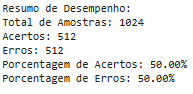 Resumo de Desempenho:
Total de Amostras: 1024
Acertos: 512
Erros: 512
Porcentagem de Acertos: 50.00%
Porcentagem de Erros: 50.00%